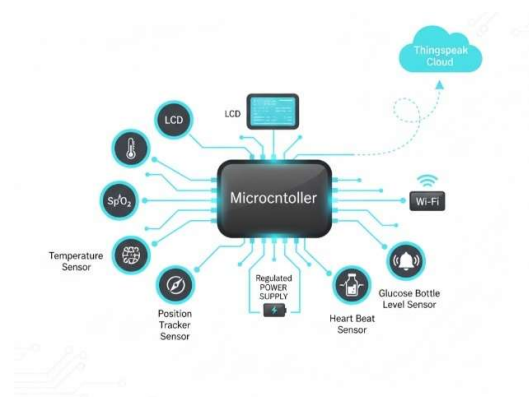 Thingspeak
Cloud
LCD
LCD
Microcntoller
SpO₂
Wi-Fi
Temperature
Sensor
Position
Tracker
Sensor
Regulated
POWER
SUPPLY
Heart Beat
Sensor
Glucose Bottle
Level Sensor